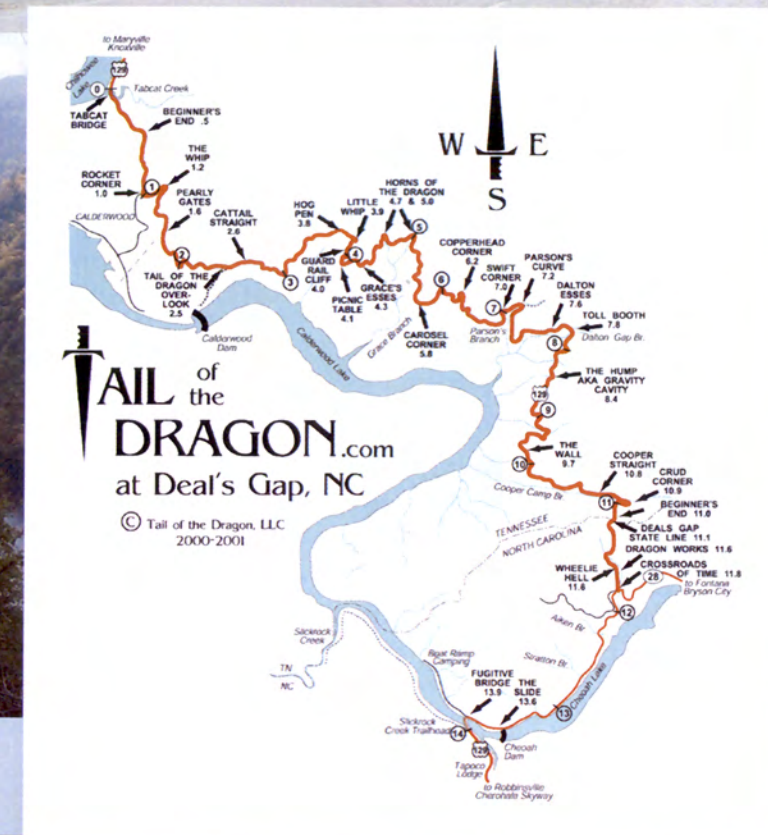 to Maryville
Knoxville
129
Chilhowee
Lake
0
Tabcat Creek
TABCAT
BRIDGE
BEGINNER'S
END .5
THE
WHIP
1.2
ROCKET
CORNER
1.0
1
PEARLY
GATES
1.6
CALDERWOOD
CATTAIL
STRAIGHT
2.6
2
TAIL OF THE
DRAGON
OVER-
LOOK
2.5
3
HOG
PEN
3.8
LITTLE
WHIP 3.9
HORNS OF
THE DRAGON
4.7 & 5.0
GUARD
RAIL
CLIFF
4.0
4
PICNIC
TABLE
4.1
GRACE'S
ESSES
4.3
5
CAROSEL
CORNER
5.8
Grace Branch
COPPERHEAD
CORNER
6.2
6
SWIFT
CORNER
7.0
7
PARSON'S
CURVE
7.2
Parson's
Branch
DALTON
ESSES
7.6
TOLL BOOTH
7.8
Dalton Gap Br.
8
THE HUMP
AKA GRAVITY
CAVITY
8.4
129
9
THE
WALL
9.7
10
Cooper Camp Br.
COOPER
STRAIGHT
10.8
CRUD
CORNER
10.9
11
BEGINNER'S
END 11.0
DEALS GAP
STATE LINE 11.1
DRAGON WORKS 11.6
CROSSROADS
OF TIME 11.8
WHEELIE
HELL
11.6
28
to Fontana
Bryson City
TENNESSEE
NORTH CAROLINA
12
Aiken Br.
Stratton Br.
Cheoah Lake
13
Boat Ramp
Camping
FUGITIVE
BRIDGE
13.9
THE
SLIDE
13.6
Slickrock
Creek Trailhead
14
129
Cheoah
Dam
Tapoco
Lodge
to Robbinsville
Cherohala Skyway
Slickrock
Creek
TN
NC
Calderwood
Dam
Calderwood Lake
W E
S
TAIL of
the
DRAGON.com
at Deal's Gap, NC
© Tail of the Dragon, LLC
2000-2001